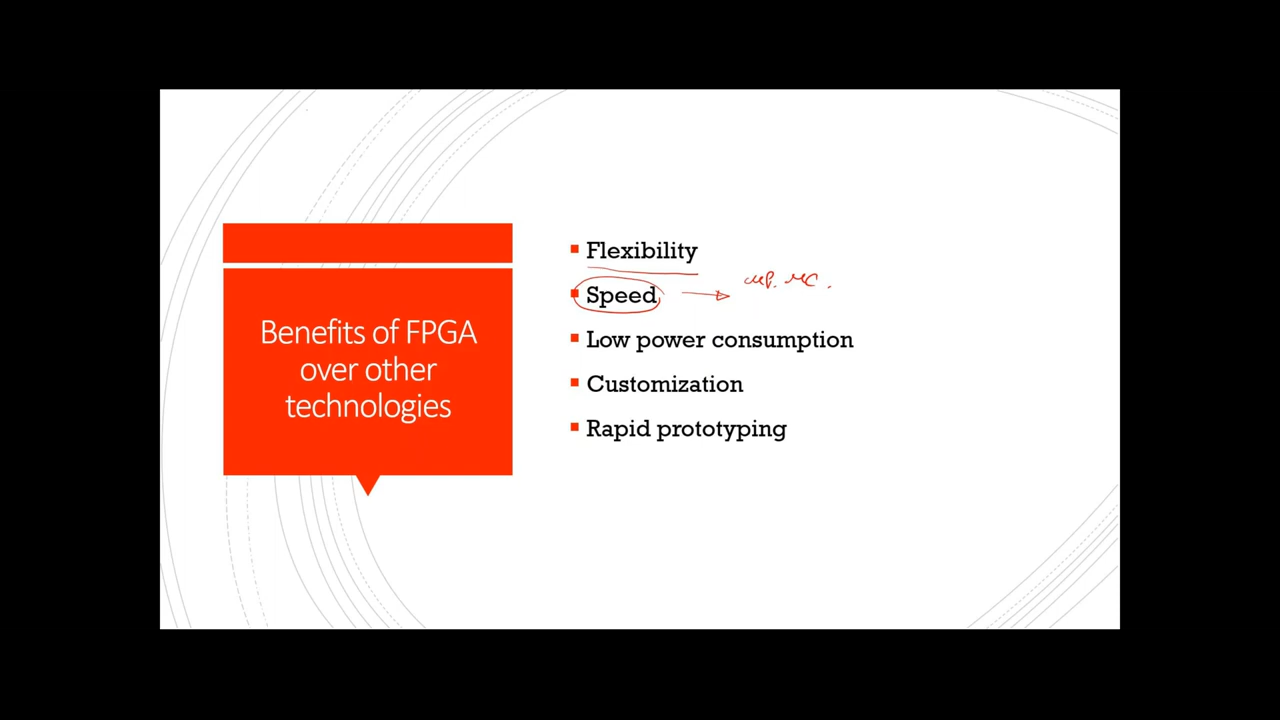 Benefits of FPGA
over other
technologies
Flexibility
Speed
Low power consumption
Customization
Rapid prototyping